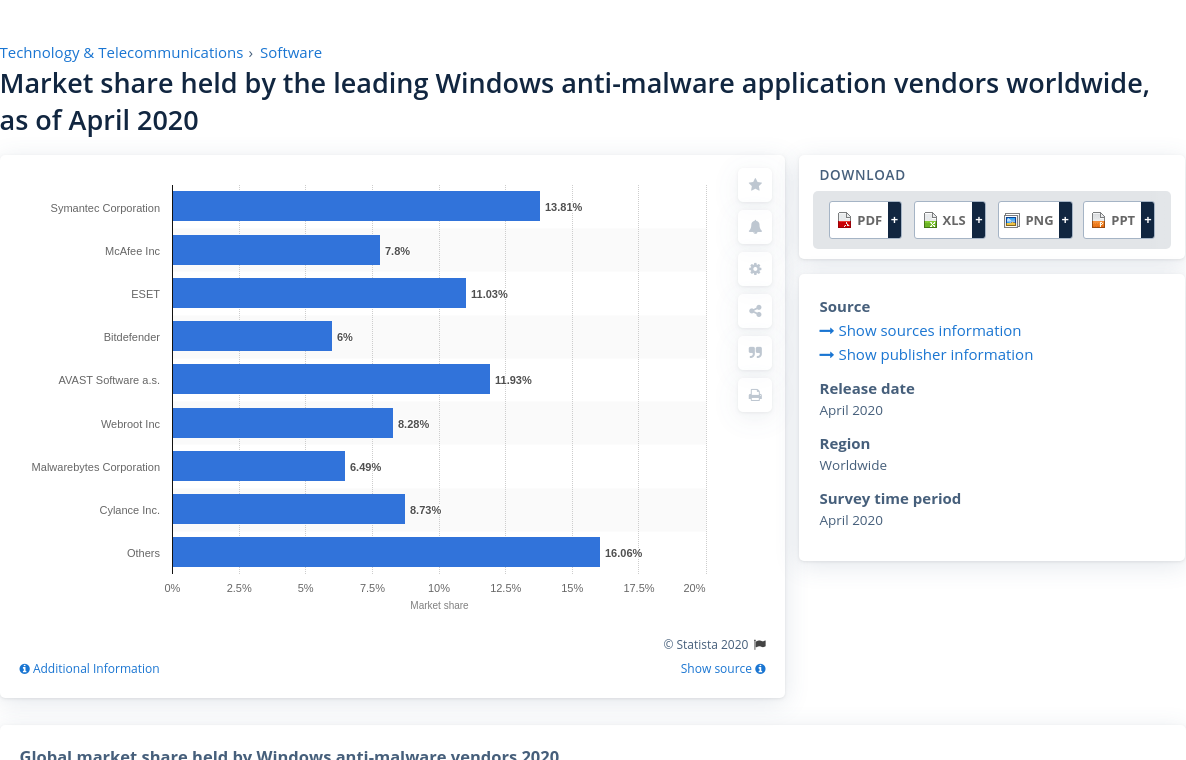 Technology & Telecommunications › Software
Market share held by the leading Windows anti-malware application vendors worldwide,
as of April 2020
Symantec Corporation 13.81%
McAfee Inc 7.8%
ESET 11.03%
Bitdefender 6%
AVAST Software a.s. 11.93%
Webroot Inc 8.28%
Malwarebytes Corporation 6.49%
Cylance Inc. 8.73%
Others 16.06%
0% 2.5% 5% 7.5% 10% 12.5% 15% 17.5% 20%
Market share
© Statista 2020
Additional Information Show source
DOWNLOAD
PDF + XLS + PNG + PPT +
Source
Show sources information
Show publisher information
Release date
April 2020
Region
Worldwide
Survey time period
April 2020
Global market share held by Windows anti-malware vendors 2020